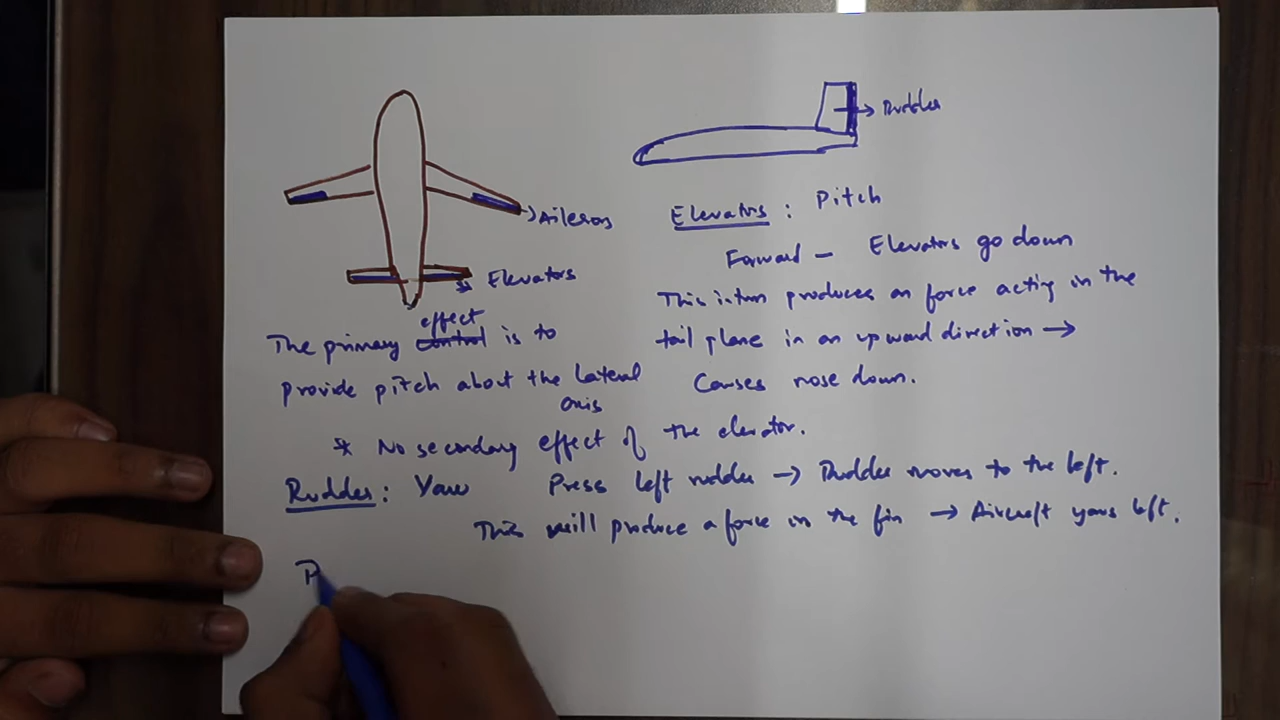 Rudder
Ailerons
Elevators
Elevators : Pitch
Forward – Elevators go down
This inturn produces an force acting in the
tail plane in an upward direction →
Causes nose down.
The primary effect control is to
provide pitch about the lateral
axis
* No secondary effect of the elevator.
Rudder : Yaw Press left rudder → Rudder moves to the left.
This will produce a force in the fin → Aircraft yaws left.
P